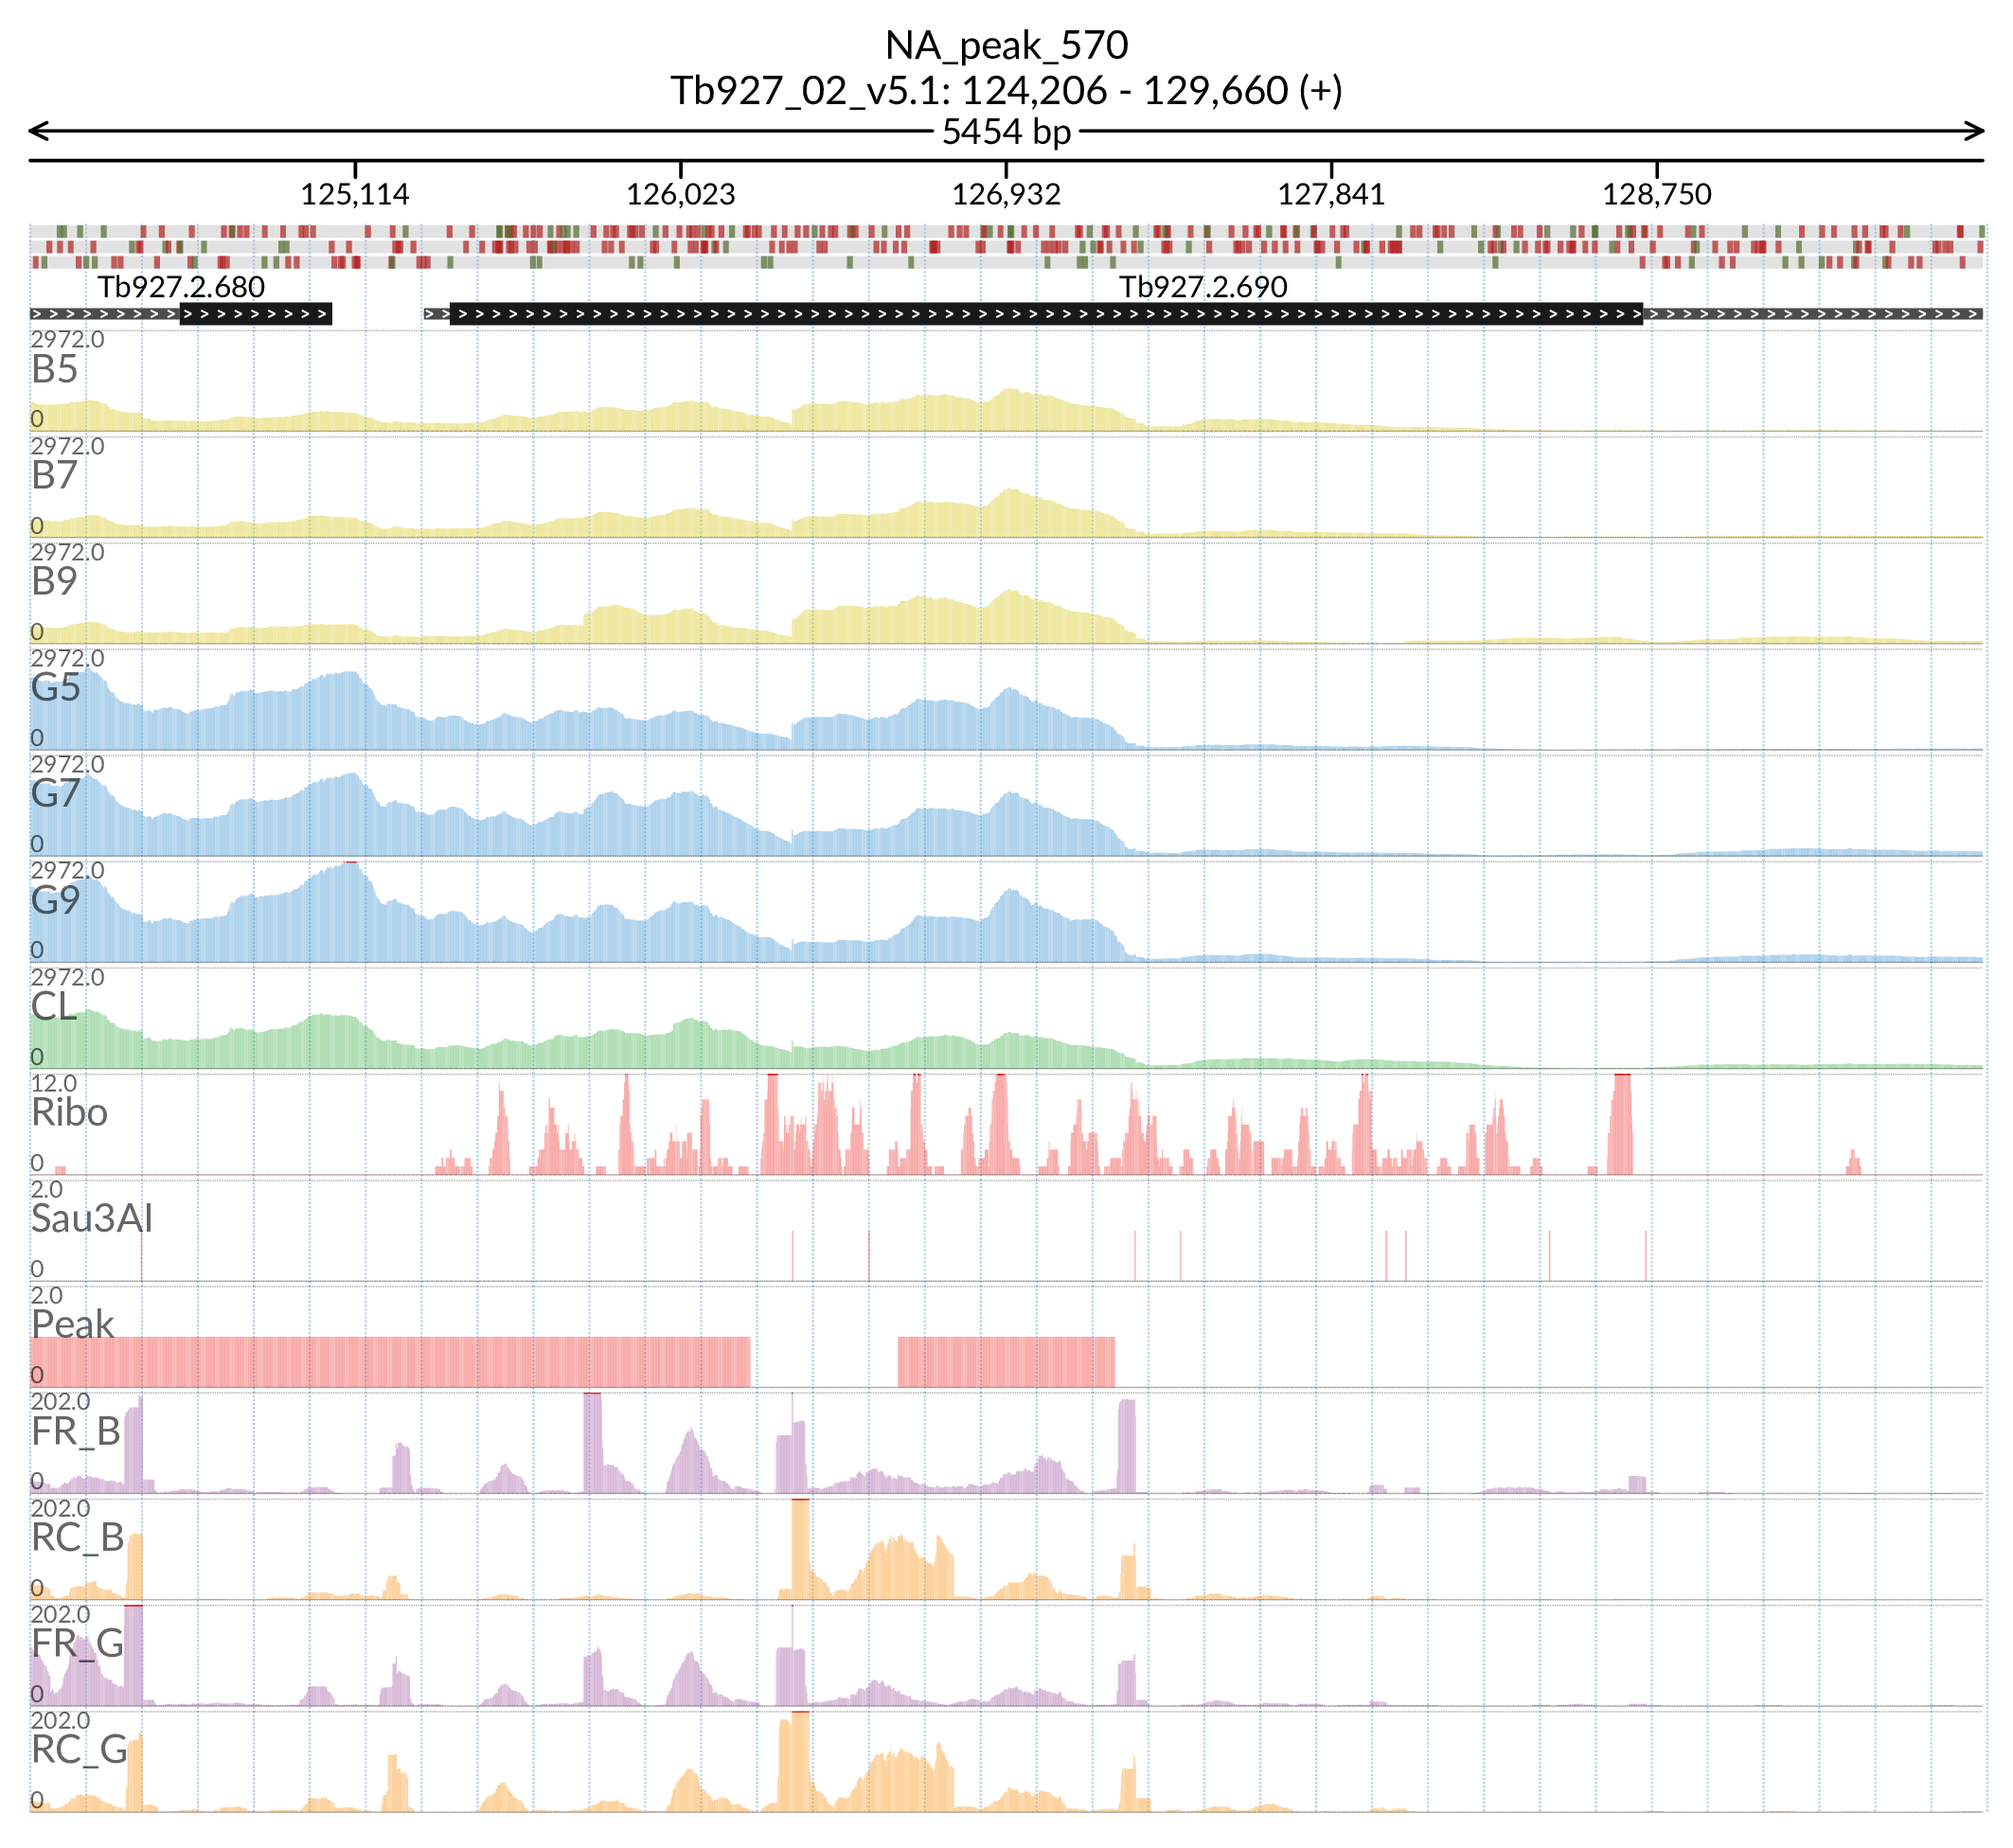 NA_peak_570
Tb927_02_v5.1: 124,206 - 129,660 (+)
5454 bp
125,114 126,023 126,932 127,841 128,750
Tb927.2.680 Tb927.2.690
2972.0
B5
0
2972.0
B7
0
2972.0
B9
0
2972.0
G5
0
2972.0
G7
0
2972.0
G9
0
2972.0
CL
0
12.0
Ribo
0
2.0
Sau3AI
0
2.0
Peak
0
202.0
FR_B
0
202.0
RC_B
0
202.0
FR_G
0
202.0
RC_G
0